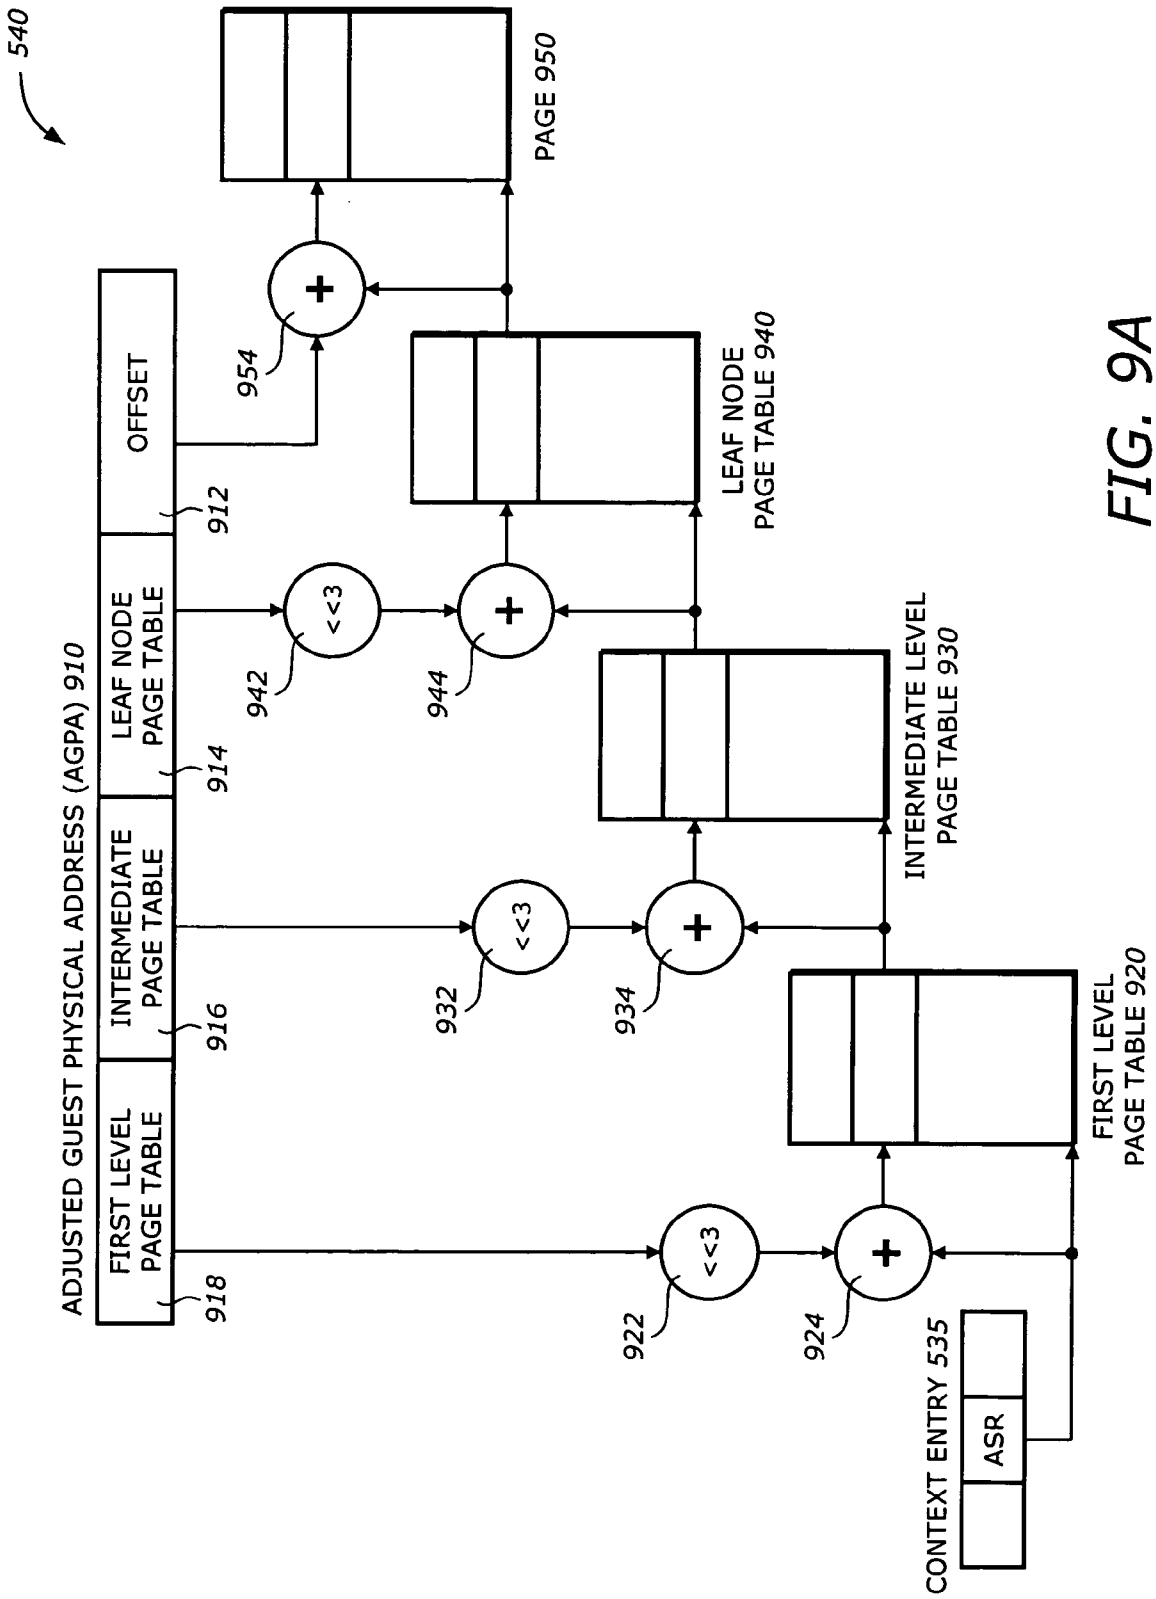 540
ADJUSTED GUEST PHYSICAL ADDRESS (AGPA) 910
FIRST LEVEL
PAGE TABLE
INTERMEDIATE
PAGE TABLE
LEAF NODE
PAGE TABLE
OFFSET
918
916
914
912
<<3
942
+
954
PAGE 950
<<3
932
+
944
LEAF NODE
PAGE TABLE 940
<<3
922
+
934
INTERMEDIATE LEVEL
PAGE TABLE 930
+
924
FIRST LEVEL
PAGE TABLE 920
CONTEXT ENTRY 535
ASR
FIG. 9A